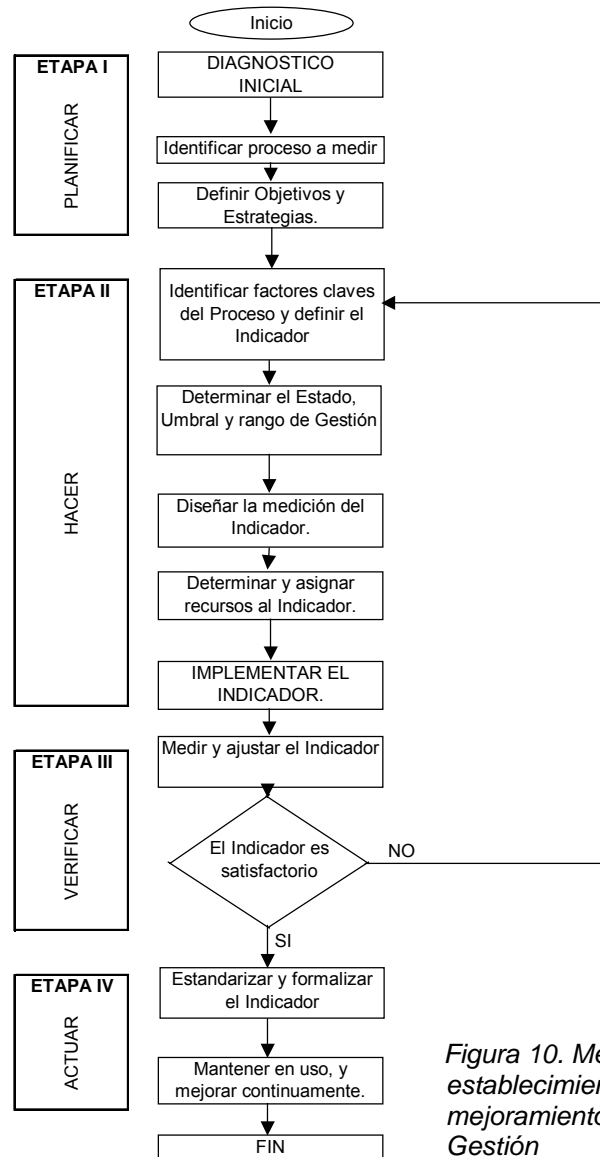 Inicio
ETAPA I
PLANIFICAR
DIAGNOSTICO
INICIAL
Identificar proceso a medir
Definir Objetivos y
Estrategias.
ETAPA II
HACER
Identificar factores claves
del Proceso y definir el
Indicador
Determinar el Estado,
Umbral y rango de Gestión
Diseñar la medición del
Indicador.
Determinar y asignar
recursos al Indicador.
IMPLEMENTAR EL
INDICADOR.
ETAPA III
VERIFICAR
Medir y ajustar el Indicador
El Indicador es
satisfactorio
NO
SI
ETAPA IV
ACTUAR
Estandarizar y formalizar
el Indicador
Mantener en uso, y
mejorar continuamente.
FIN
Figura 10. Me
establecimien
mejoramiento
Gestión